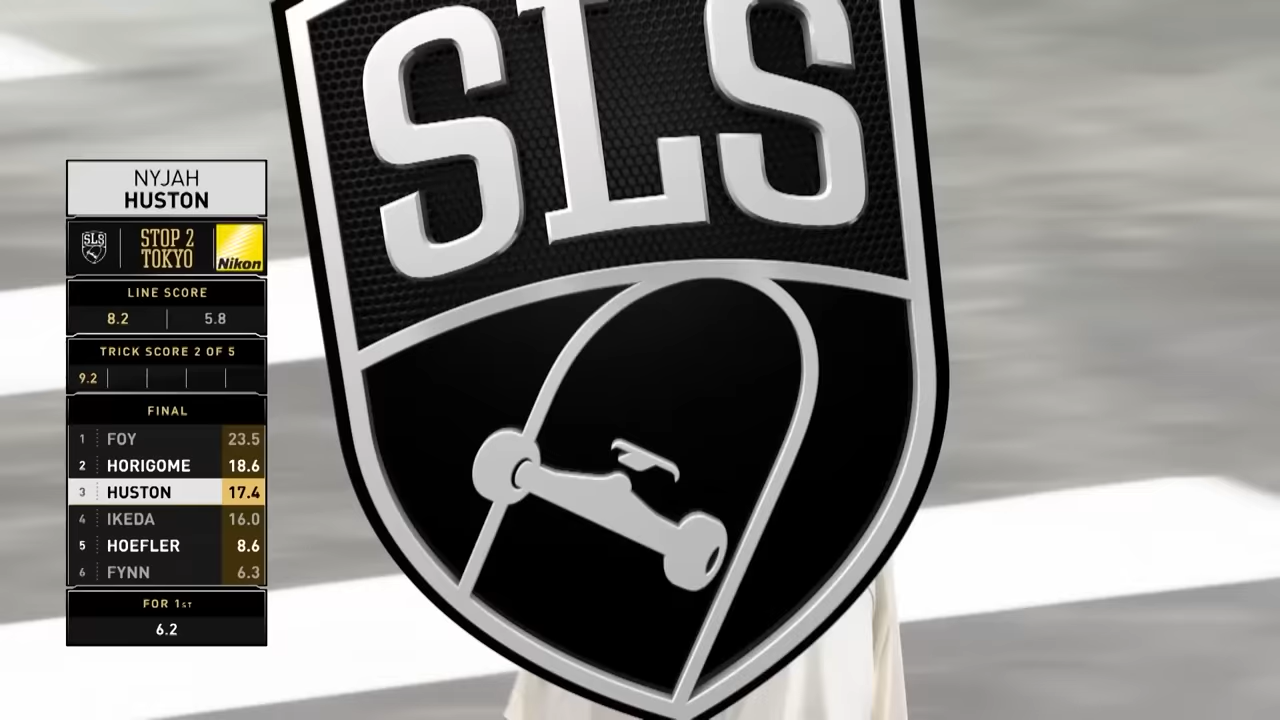 SLS
NYJAH
HUSTON
SLS
STOP 2
TOKYO
Nikon
LINE SCORE
8.2 5.8
TRICK SCORE 2 OF 5
9.2
FINAL
1 FOY 23.5
2 HORIGOME 18.6
3 HUSTON 17.4
4 IKEDA 16.0
5 HOEFLER 8.6
6 FYNN 6.3
FOR 1ST
6.2